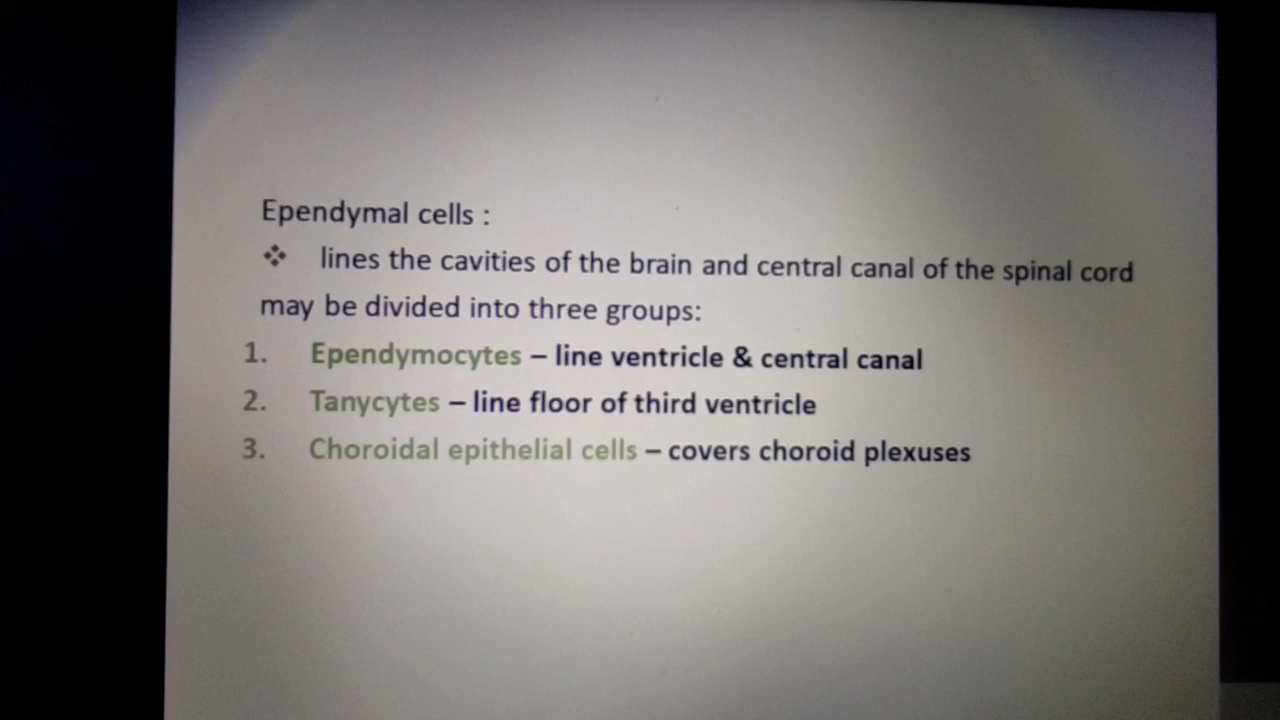 Ependymal cells :
❖ lines the cavities of the brain and central canal of the spinal cord
may be divided into three groups:
1. Ependymocytes – line ventricle & central canal
2. Tanycytes – line floor of third ventricle
3. Choroidal epithelial cells – covers choroid plexuses